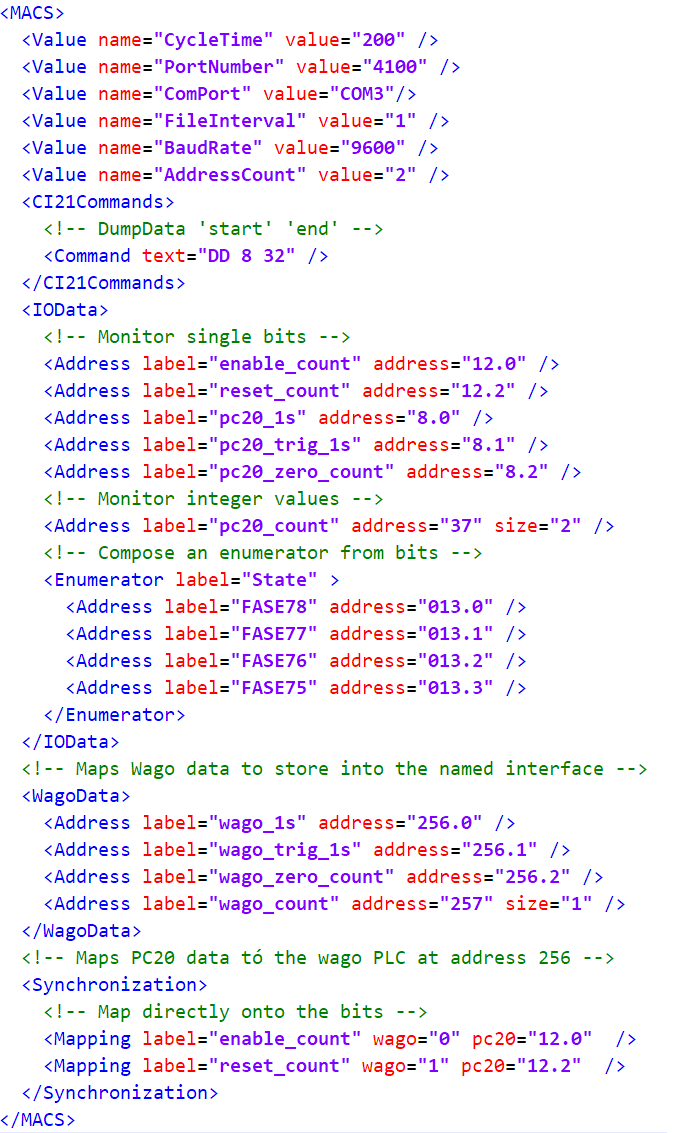 <MACS>
  <Value name="CycleTime" value="200" />
  <Value name="PortNumber" value="4100" />
  <Value name="ComPort" value="COM3"/>
  <Value name="FileInterval" value="1" />
  <Value name="BaudRate" value="9600" />
  <Value name="AddressCount" value="2" />
  <CI21Commands>
    <!-- DumpData 'start' 'end' -->
    <Command text="DD 8 32" />
  </CI21Commands>
  <IOData>
    <!-- Monitor single bits -->
    <Address label="enable_count" address="12.0" />
    <Address label="reset_count" address="12.2" />
    <Address label="pc20_1s" address="8.0" />
    <Address label="pc20_trig_1s" address="8.1" />
    <Address label="pc20_zero_count" address="8.2" />
    <!-- Monitor integer values -->
    <Address label="pc20_count" address="37" size="2" />
    <!-- Compose an enumerator from bits -->
    <Enumerator label="State" >
      <Address label="FASE78" address="013.0" />
      <Address label="FASE77" address="013.1" />
      <Address label="FASE76" address="013.2" />
      <Address label="FASE75" address="013.3" />
    </Enumerator>
  </IOData>
  <!-- Maps Wago data to store into the named interface -->
  <WagoData>
    <Address label="wago_1s" address="256.0" />
    <Address label="wago_trig_1s" address="256.1" />
    <Address label="wago_zero_count" address="256.2" />
    <Address label="wago_count" address="257" size="1" />
  </WagoData>
  <!-- Maps PC20 data tó the wago PLC at address 256 -->
  <Synchronization>
    <!-- Map directly onto the bits -->
    <Mapping label="enable_count" wago="0" pc20="12.0"  />
    <Mapping label="reset_count" wago="1" pc20="12.2"  />
  </Synchronization>
</MACS>